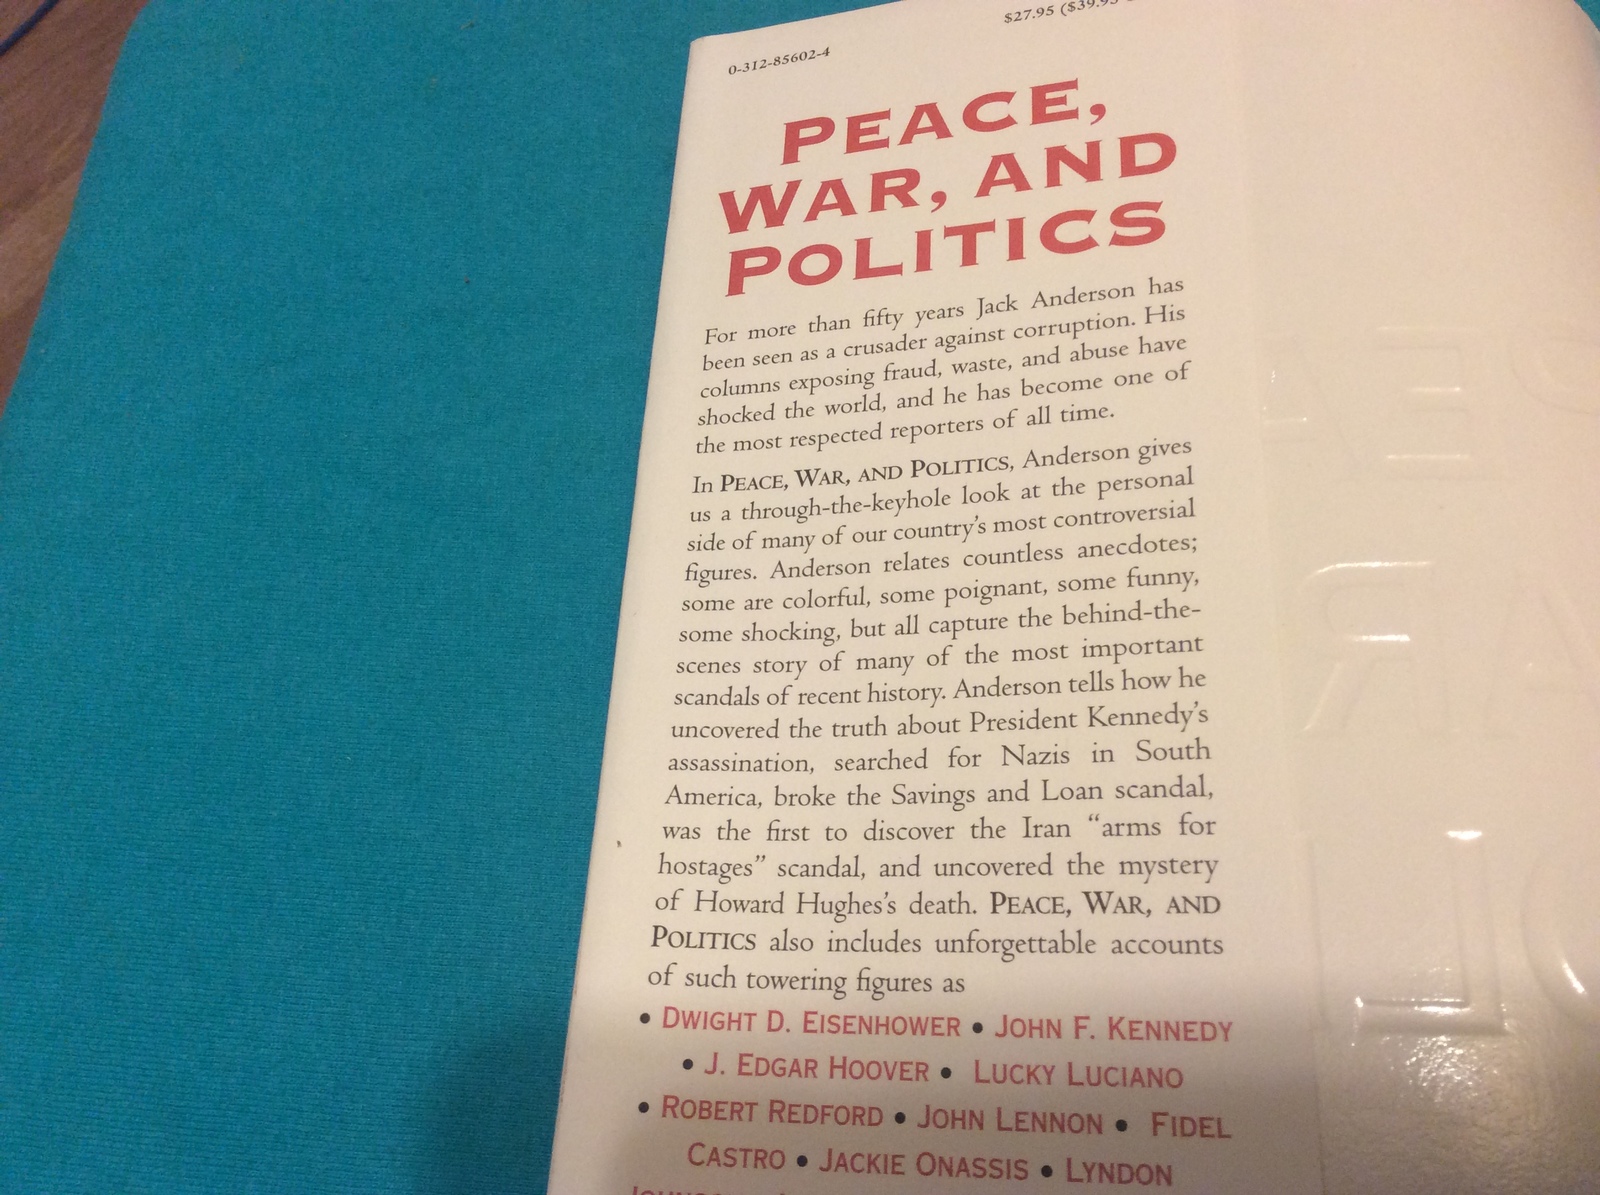 $27.95 ($39.95
0-312-85602-4
PEACE,
WAR, AND
POLITICS
For more than fifty years Jack Anderson has
been seen as a crusader against corruption. His
columns exposing fraud, waste, and abuse have
shocked the world, and he has become one of
the most respected reporters of all time.
In PEACE, WAR, AND POLITICS, Anderson gives
us a through-the-keyhole look at the personal
side of many of our country's most controversial
figures. Anderson relates countless anecdotes;
some are colorful, some poignant, some funny,
some shocking, but all capture the behind-the-
scenes story of many of the most important
scandals of recent history. Anderson tells how he
uncovered the truth about President Kennedy's
assassination, searched for Nazis in South
America, broke the Savings and Loan scandal,
was the first to discover the Iran “arms for
hostages” scandal, and uncovered the mystery
of Howard Hughes's death. PEACE, WAR, AND
POLITICS also includes unforgettable accounts
of such towering figures as
• DWIGHT D. EISENHOWER • JOHN F. KENNEDY
• J. EDGAR HOOVER • LUCKY LUCIANO
• ROBERT REDFORD • JOHN LENNON • FIDEL
CASTRO • JACKIE ONASSIS • LYNDON